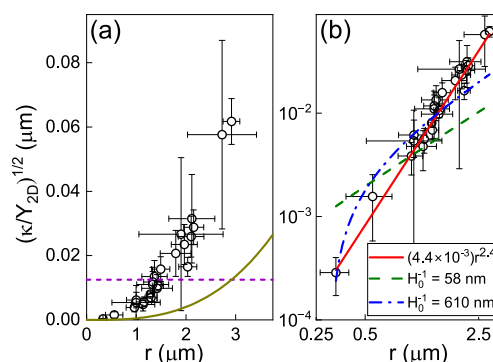 (a)
(b)
(κ/Y₂D)¹/² (μm)
0.08
0.06
0.04
0.02
0.00
0 1 2 3
r (μm)
10⁻²
10⁻³
10⁻⁴
(4.4×10⁻³)r²·⁴
H₀⁻¹ = 58 nm
H₀⁻¹ = 610 nm
0.25 0.5 2.5
r (μm)